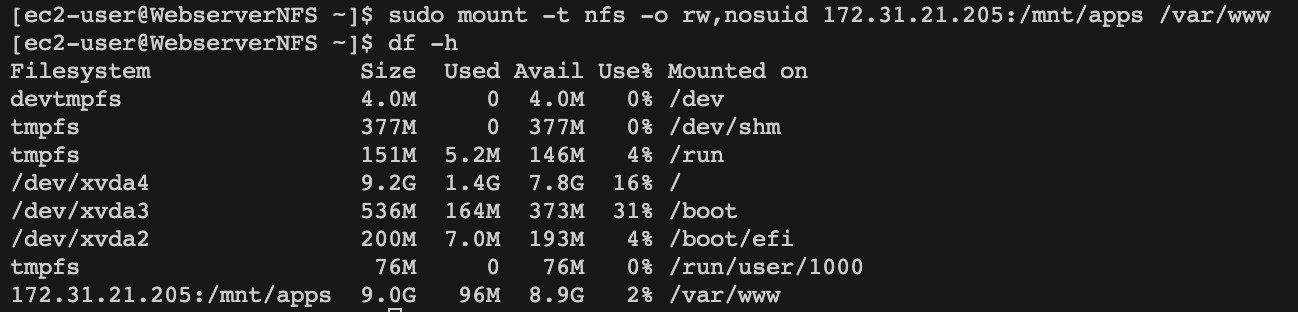 [ec2-user@WebserverNFS ~]$ sudo mount -t nfs -o rw,nosuid 172.31.21.205:/mnt/apps /var/www
[ec2-user@WebserverNFS ~]$ df -h
Filesystem                Size  Used Avail Use% Mounted on
devtmpfs                  4.0M     0  4.0M   0% /dev
tmpfs                     377M     0  377M   0% /dev/shm
tmpfs                     151M  5.2M  146M   4% /run
/dev/xvda4                9.2G  1.4G  7.8G  16% /
/dev/xvda3                536M  164M  373M  31% /boot
/dev/xvda2                200M  7.0M  193M   4% /boot/efi
tmpfs                      76M     0   76M   0% /run/user/1000
172.31.21.205:/mnt/apps  9.0G   96M  8.9G   2% /var/www